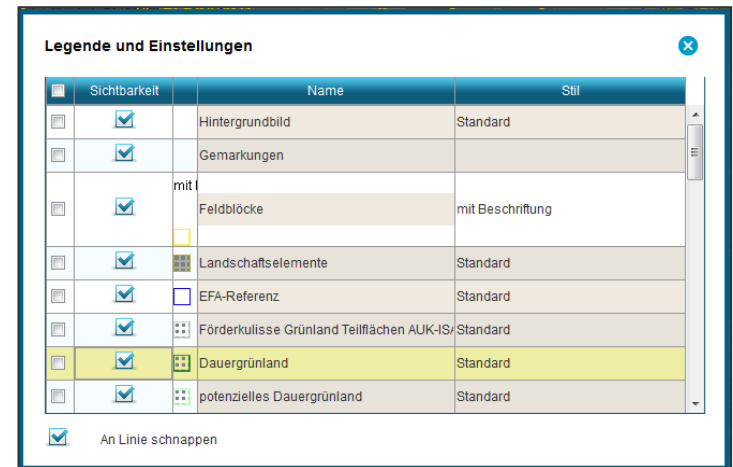 Legende und Einstellungen
Sichtbarkeit Name Stil
Hintergrundbild Standard
Gemarkungen
mit
Feldblöcke mit Beschriftung
Landschaftselemente Standard
EFA-Referenz Standard
Förderkulisse Grünland Teilflächen AUK-IS Standard
Dauergrünland Standard
potenzielles Dauergrünland Standard
An Linie schnappen